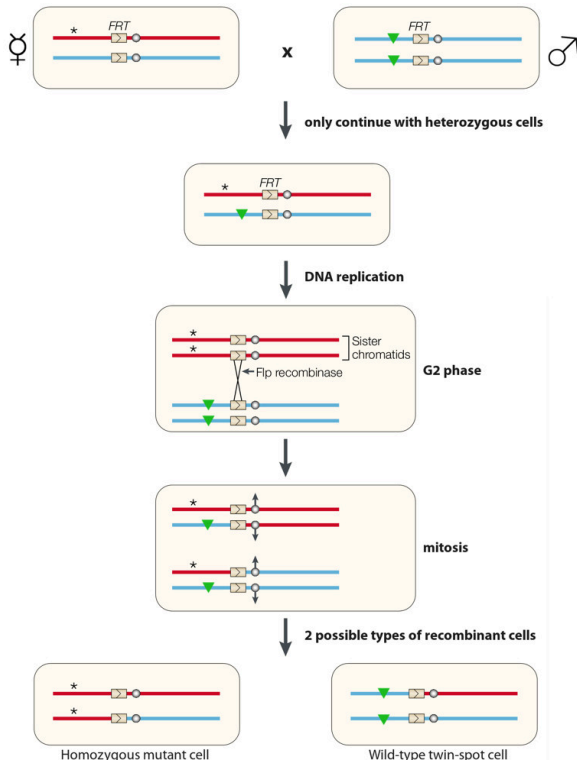 FRT
FRT
*
x
only continue with heterozygous cells
FRT
*
DNA replication
*
*
Sister
chromatids
Flp recombinase
G2 phase
*
*
mitosis
2 possible types of recombinant cells
*
*
Homozygous mutant cell
Wild-type twin-spot cell